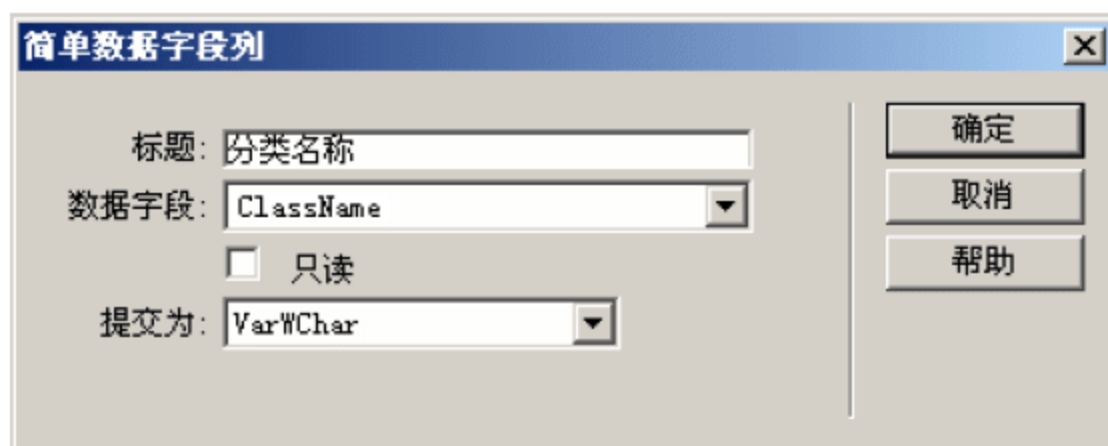 简单数据字段列
标题: 分类名称
确定
数据字段: ClassName
取消
只读
帮助
提交为: VarWChar